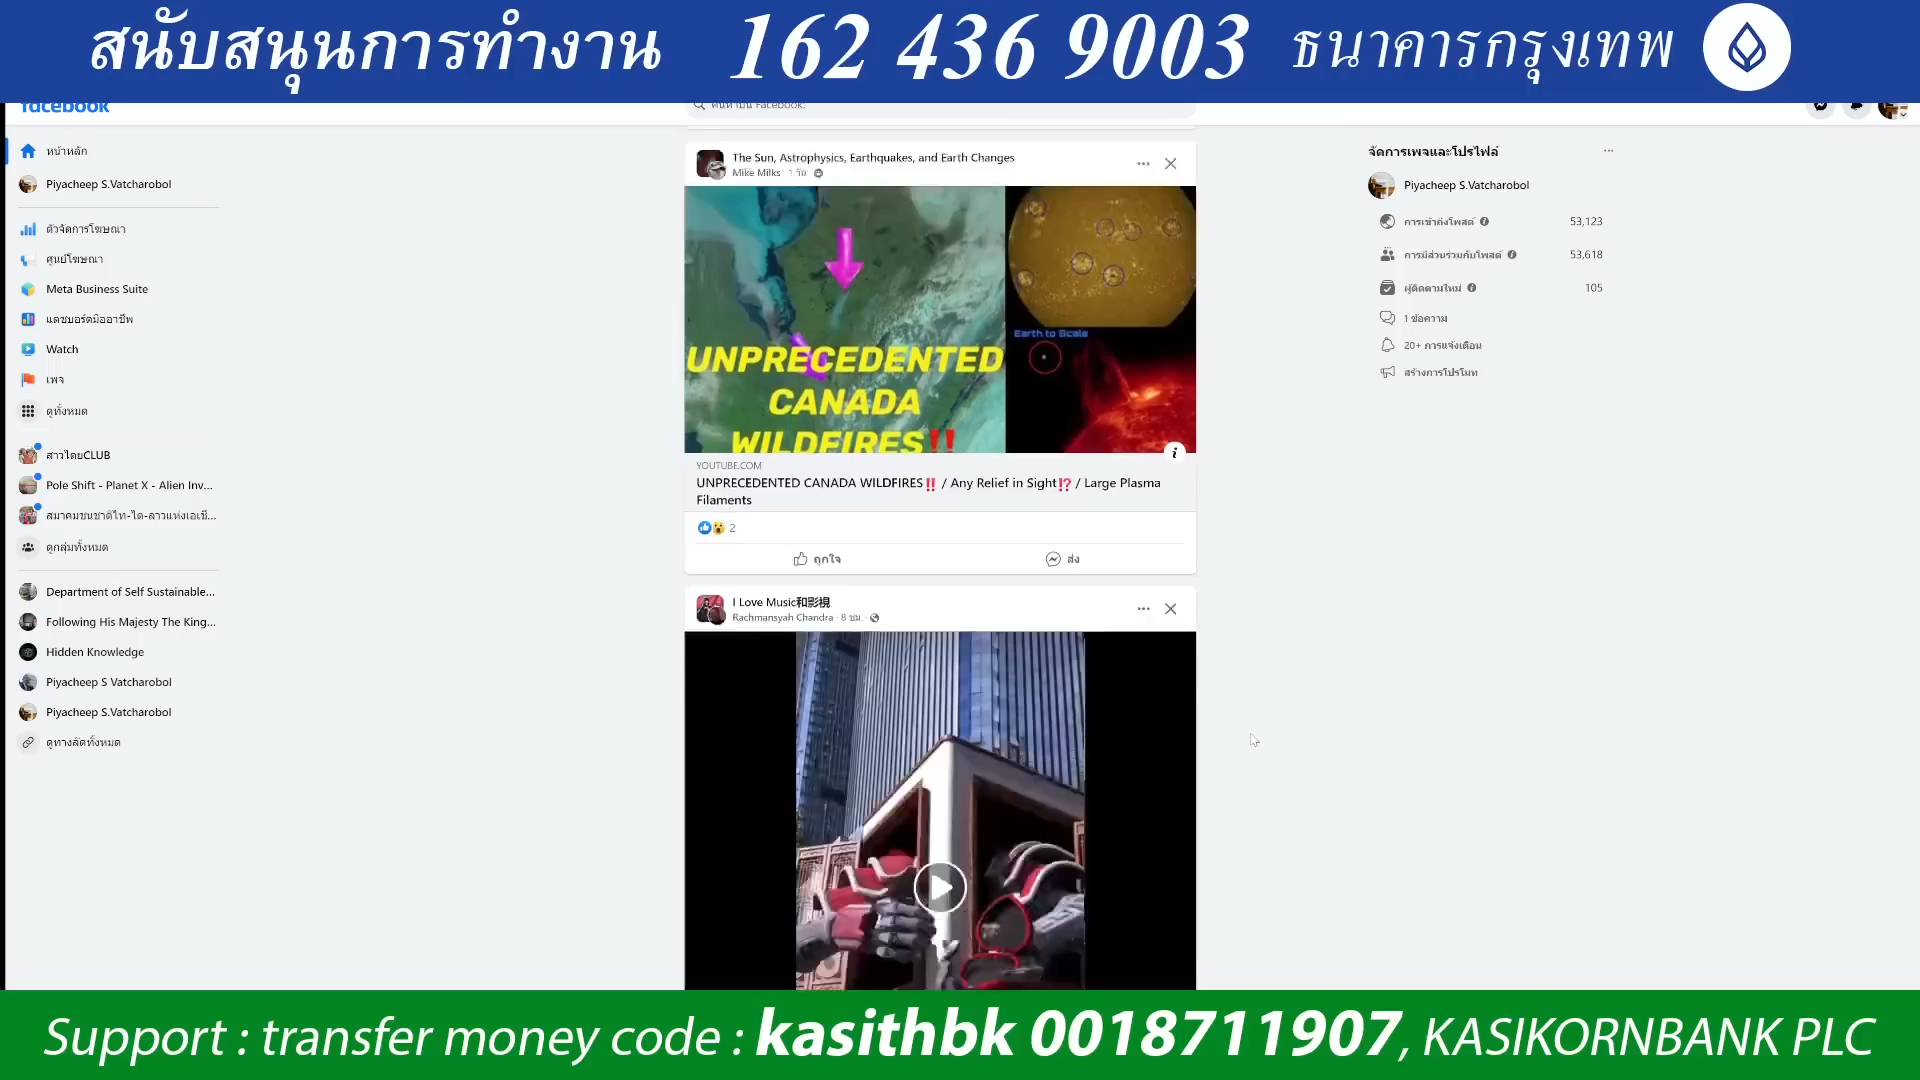 สนับสนุนการทำงาน 162 436 9003 ธนาคารกรุงเทพ
facebook
ค้นหาบน Facebook
หน้าหลัก
Piyacheep S.Vatcharobol
ตัวจัดการโฆษณา
ศูนย์โฆษณา
Meta Business Suite
แดชบอร์ดมืออาชีพ
Watch
เพจ
ดูทั้งหมด
สาวไดยCLUB
Pole Shift - Planet X - Alien Inv...
สมาคมชนชาติไท-ไต-ลาวแห่งเอเชี...
ดูกลุ่มทั้งหมด
Department of Self Sustainable...
Following His Majesty The King...
Hidden Knowledge
Piyacheep S Vatcharobol
Piyacheep S.Vatcharobol
ดูทางลัดทั้งหมด
The Sun, Astrophysics, Earthquakes, and Earth Changes
Mike Milks · 1 วัน ·
Earth to Scale
UNPRECEDENTED
CANADA
WILDFIRES‼
YOUTUBE.COM
UNPRECEDENTED CANADA WILDFIRES‼ / Any Relief in Sight⁉ / Large Plasma
Filaments
2
ถูกใจ
ส่ง
I Love Music和影視
Rachmansyah Chandra · 8 ชม. ·
จัดการเพจและโปรไฟล์
Piyacheep S.Vatcharobol
การเข้าถึงโพสต์ 53,123
การมีส่วนร่วมกับโพสต์ 53,618
ผู้ติดตามใหม่ 105
1 ข้อความ
20+ การแจ้งเตือน
สร้างการโปรโมท
Support : transfer money code : kasithbk 0018711907, KASIKORNBANK PLC